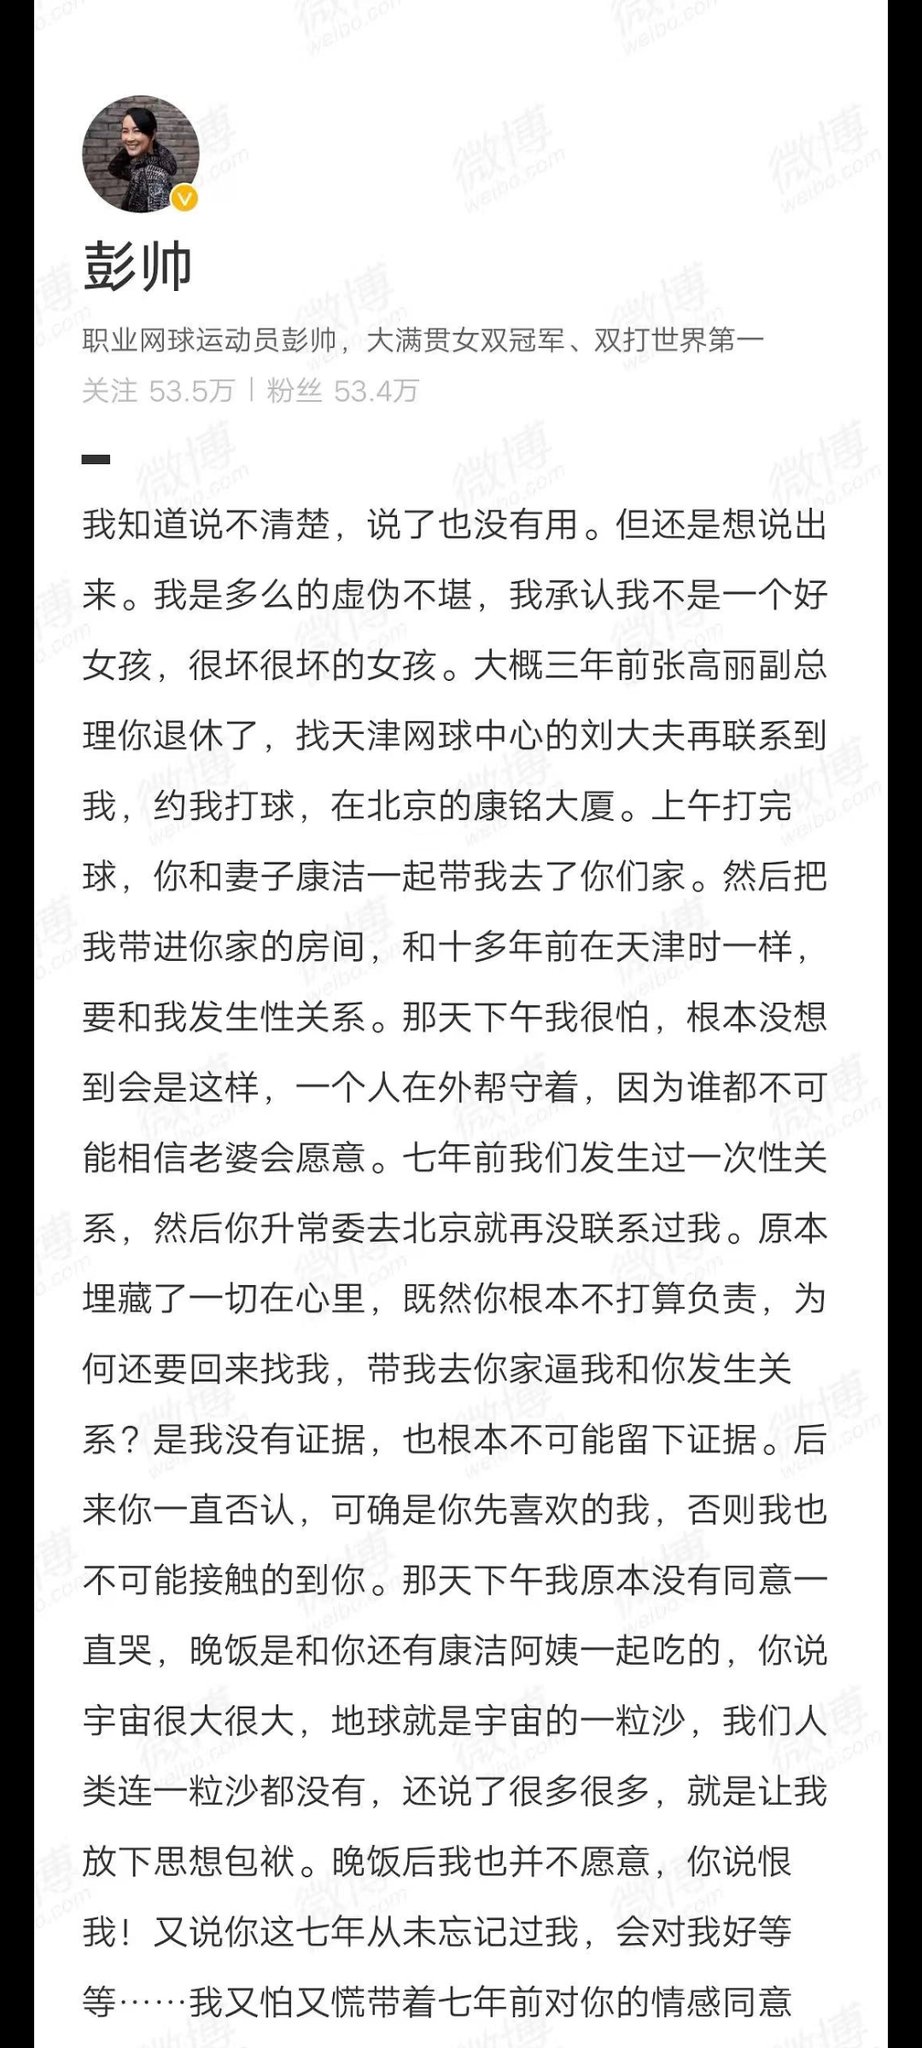 彭帅
职业网球运动员彭帅，大满贯女双冠军、双打世界第一
关注 53.5万 | 粉丝 53.4万
我知道说不清楚，说了也没有用。但还是想说出
来。我是多么的虚伪不堪，我承认我不是一个好
女孩，很坏很坏的女孩。大概三年前张高丽副总
理你退休了，找天津网球中心的刘大夫再联系到
我，约我打球，在北京的康铭大厦。上午打完
球，你和妻子康洁一起带我去了你们家。然后把
我带进你家的房间，和十多年前在天津时一样，
要和我发生性关系。那天下午我很怕，根本没想
到会是这样，一个人在外帮守着，因为谁都不可
能相信老婆会愿意。七年前我们发生过一次性关
系，然后你升常委去北京就再没联系过我。原本
埋藏了一切在心里，既然你根本不打算负责，为
何还要回来找我，带我去你家逼我和你发生关
系？是我没有证据，也根本不可能留下证据。后
来你一直否认，可确是你先喜欢的我，否则我也
不可能接触的到你。那天下午我原本没有同意一
直哭，晚饭是和你还有康洁阿姨一起吃的，你说
宇宙很大很大，地球就是宇宙的一粒沙，我们人
类连一粒沙都没有，还说了很多很多，就是让我
放下思想包袱。晚饭后我也并不愿意，你说恨
我！又说你这七年从未忘记过我，会对我好等
等……我又怕又慌带着七年前对你的情感同意
微博
weibo.com